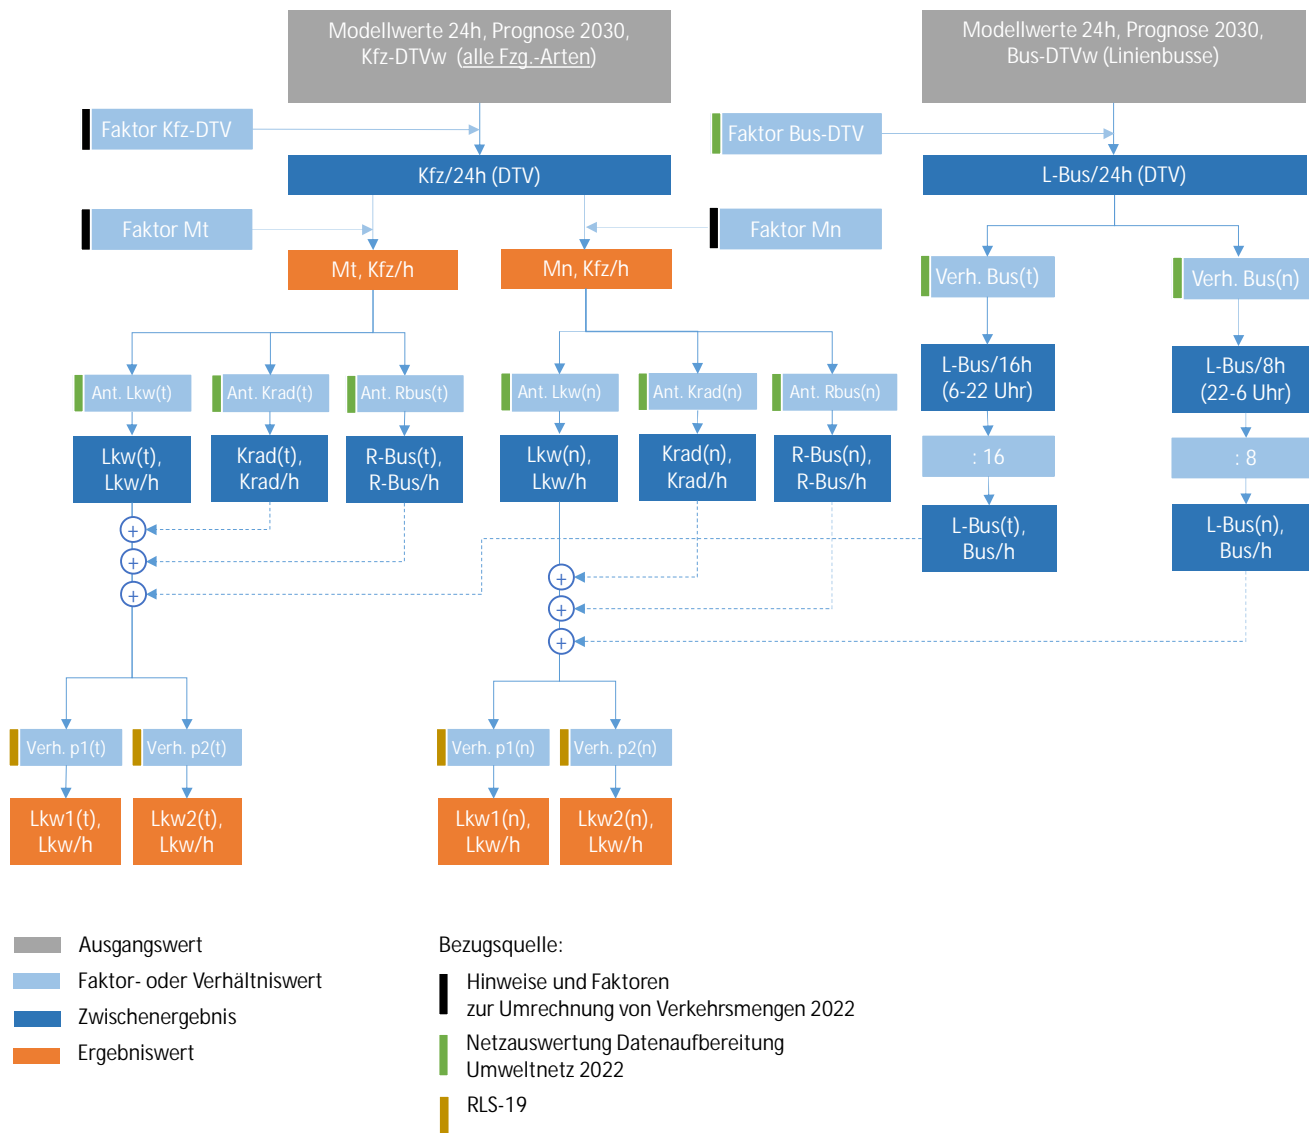 Modellwerte 24h, Prognose 2030,
Kfz-DTVw (alle Fzg.-Arten)
Modellwerte 24h, Prognose 2030,
Bus-DTVw (Linienbusse)
Faktor Kfz-DTV
Faktor Bus-DTV
Kfz/24h (DTV)
L-Bus/24h (DTV)
Faktor Mt
Faktor Mn
Mt, Kfz/h
Mn, Kfz/h
Verh. Bus(t)
Verh. Bus(n)
L-Bus/16h
(6-22 Uhr)
L-Bus/8h
(22-6 Uhr)
Ant. Lkw(t)
Ant. Krad(t)
Ant. Rbus(t)
Ant. Lkw(n)
Ant. Krad(n)
Ant. Rbus(n)
Lkw(t),
Lkw/h
Krad(t),
Krad/h
R-Bus(t),
R-Bus/h
Lkw(n),
Lkw/h
Krad(n),
Krad/h
R-Bus(n),
R-Bus/h
: 16
: 8
L-Bus(t),
Bus/h
L-Bus(n),
Bus/h
+
+
+
+
+
+
Verh. p1(t)
Verh. p2(t)
Verh. p1(n)
Verh. p2(n)
Lkw1(t),
Lkw/h
Lkw2(t),
Lkw/h
Lkw1(n),
Lkw/h
Lkw2(n),
Lkw/h
Ausgangswert
Faktor- oder Verhältniswert
Zwischenergebnis
Ergebniswert
Bezugsquelle:
Hinweise und Faktoren
zur Umrechnung von Verkehrsmengen 2022
Netzauswertung Datenaufbereitung
Umweltnetz 2022
RLS-19